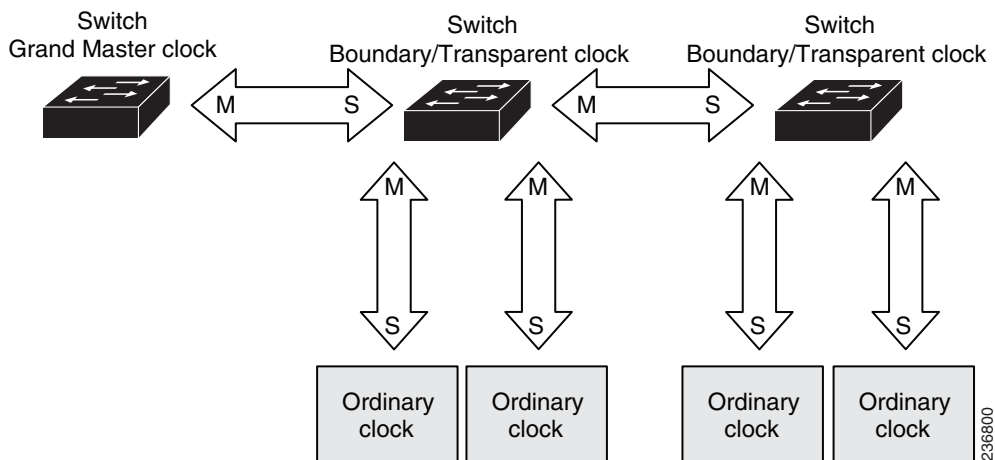 Switch
Grand Master clock
Switch
Boundary/Transparent clock
Switch
Boundary/Transparent clock
M
S
M
S
M
M
M
M
S
S
S
S
Ordinary
clock
Ordinary
clock
Ordinary
clock
Ordinary
clock
236800